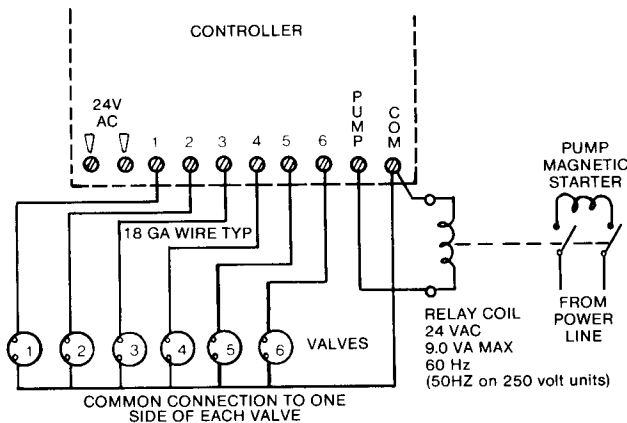 CONTROLLER
24V
AC
1 2 3 4 5 6
PUMP
COM
18 GA WIRE TYP
PUMP
MAGNETIC
STARTER
FROM
POWER
LINE
RELAY COIL
24 VAC
9.0 VA MAX
60 Hz
(50HZ on 250 volt units)
1 2 3 4 5 6
VALVES
COMMON CONNECTION TO ONE
SIDE OF EACH VALVE